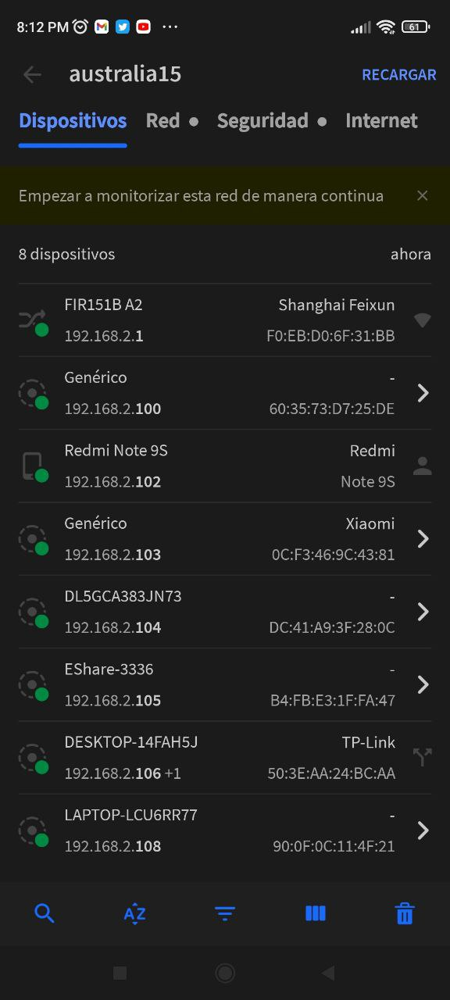 8:12 PM
61
australia15
RECARGAR
Dispositivos Red Seguridad Internet
Empezar a monitorizar esta red de manera continua
8 dispositivos ahora
FIR151B A2 Shanghai Feixun
192.168.2.1 F0:EB:D0:6F:31:BB
Genérico -
192.168.2.100 60:35:73:D7:25:DE
Redmi Note 9S Redmi
192.168.2.102 Note 9S
Genérico Xiaomi
192.168.2.103 0C:F3:46:9C:43:81
DL5GCA383JN73 -
192.168.2.104 DC:41:A9:3F:28:0C
EShare-3336 -
192.168.2.105 B4:FB:E3:1F:FA:47
DESKTOP-14FAH5J TP-Link
192.168.2.106 +1 50:3E:AA:24:BC:AA
LAPTOP-LCU6RR77 -
192.168.2.108 90:0F:0C:11:4F:21
AZ